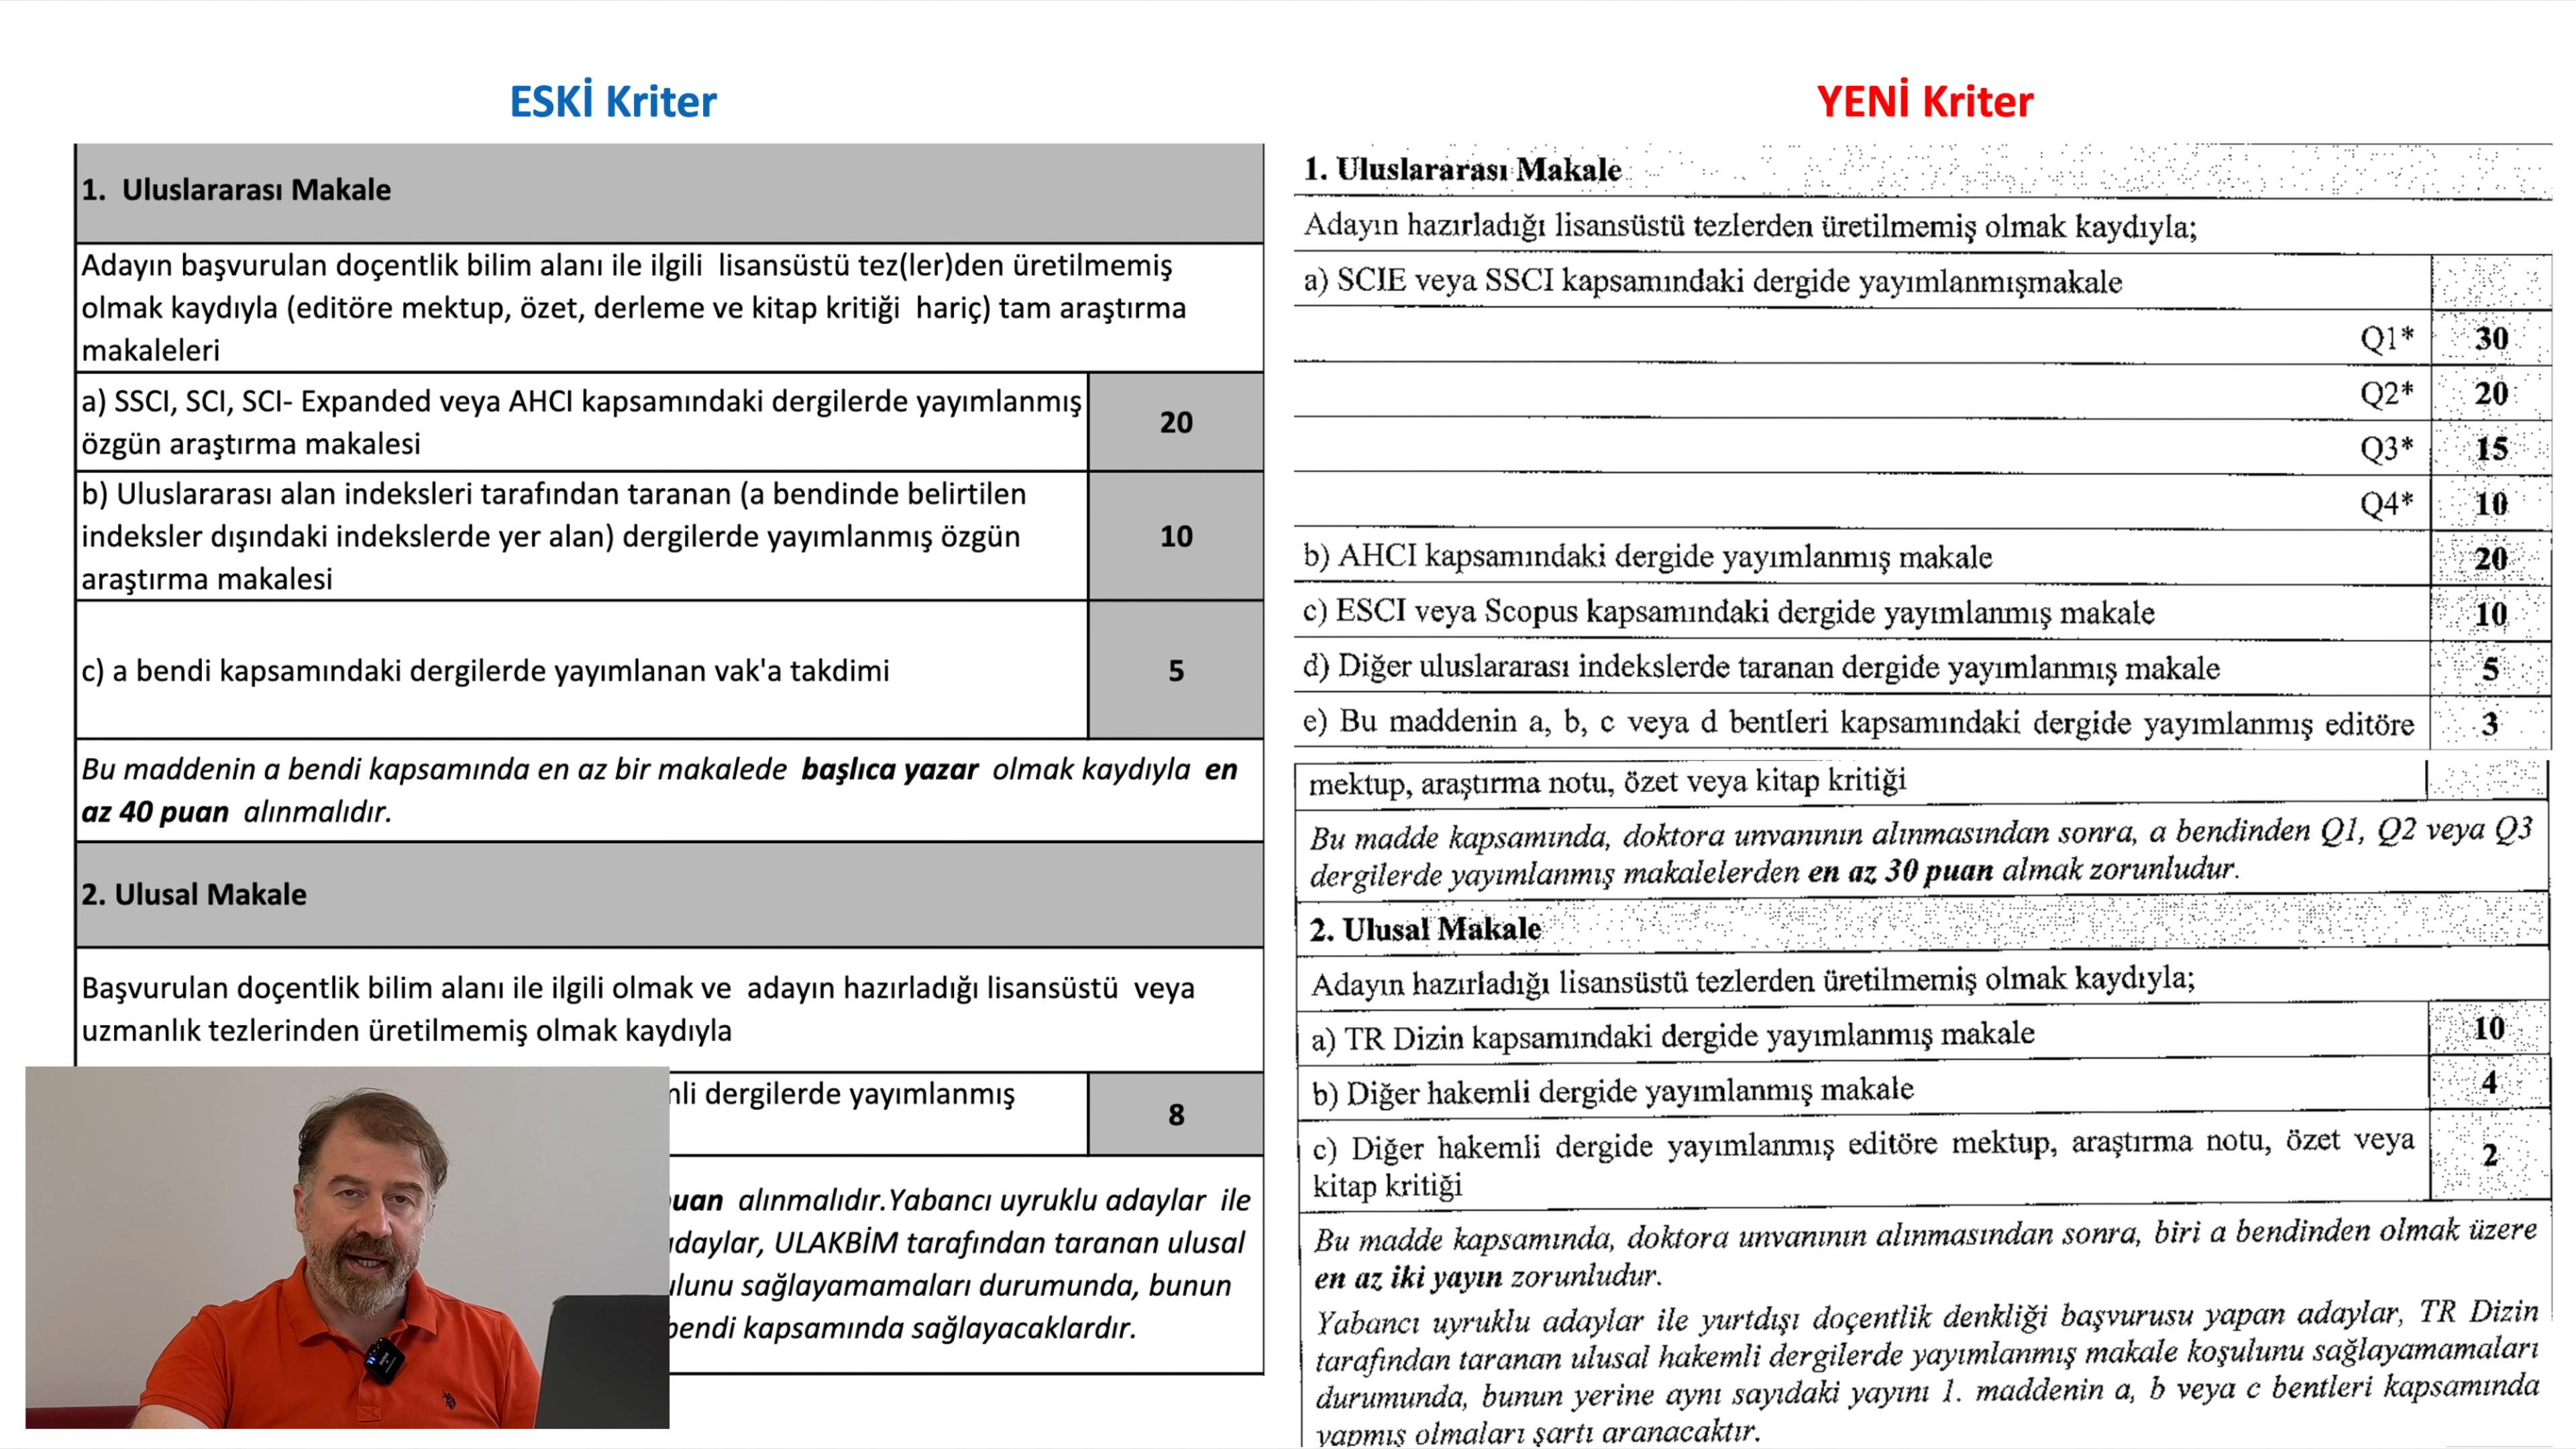 ESKİ Kriter
1. Uluslararası Makale
Adayın başvurulan doçentlik bilim alanı ile ilgili lisansüstü tez(ler)den üretilmemiş
olmak kaydıyla (editöre mektup, özet, derleme ve kitap kritiği hariç) tam araştırma
makaleleri
a) SSCI, SCI, SCI- Expanded veya AHCI kapsamındaki dergilerde yayımlanmış
özgün araştırma makalesi
20
b) Uluslararası alan indeksleri tarafından taranan (a bendinde belirtilen
indeksler dışındaki indekslerde yer alan) dergilerde yayımlanmış özgün
araştırma makalesi
10
c) a bendi kapsamındaki dergilerde yayımlanan vak'a takdimi
5
Bu maddenin a bendi kapsamında en az bir makalede başlıca yazar olmak kaydıyla en
az 40 puan alınmalıdır.
2. Ulusal Makale
Başvurulan doçentlik bilim alanı ile ilgili olmak ve adayın hazırladığı lisansüstü veya
uzmanlık tezlerinden üretilmemiş olmak kaydıyla
dergilerde yayımlanmış
8
alınmalıdır.Yabancı uyruklu adaylar ile
ULAKBİM tarafından taranan ulusal
sağlayamamaları durumunda, bunun
kapsamında sağlayacaklardır.
YENİ Kriter
1. Uluslararası Makale
Adayın hazırladığı lisansüstü tezlerden üretilmemiş olmak kaydıyla;
a) SCIE veya SSCI kapsamındaki dergide yayımlanmışmakale
Q1* 30
Q2* 20
Q3* 15
Q4* 10
b) AHCI kapsamındaki dergide yayımlanmış makale 20
c) ESCI veya Scopus kapsamındaki dergide yayımlanmış makale 10
d) Diğer uluslararası indekslerde taranan dergide yayımlanmış makale 5
e) Bu maddenin a, b, c veya d bentleri kapsamındaki dergide yayımlanmış editöre 3
mektup, araştırma notu, özet veya kitap kritiği
Bu madde kapsamında, doktora unvanının alınmasından sonra, a bendinden Q1, Q2 veya Q3
dergilerde yayımlanmış makalelerden en az 30 puan almak zorunludur.
2. Ulusal Makale
Adayın hazırladığı lisansüstü tezlerden üretilmemiş olmak kaydıyla;
a) TR Dizin kapsamındaki dergide yayımlanmış makale 10
b) Diğer hakemli dergide yayımlanmış makale 4
c) Diğer hakemli dergide yayımlanmış editöre mektup, araştırma notu, özet veya
kitap kritiği
2
Bu madde kapsamında, doktora unvanının alınmasından sonra, biri a bendinden olmak üzere
en az iki yayın zorunludur.
Yabancı uyruklu adaylar ile yurtdışı doçentlik denkliği başvurusu yapan adaylar, TR Dizin
tarafından taranan ulusal hakemli dergilerde yayımlanmış makale koşulunu sağlayamamaları
durumunda, bunun yerine aynı sayıdaki yayını 1. maddenin a, b veya c bentleri kapsamında
yapmış olmaları şartı aranacaktır.